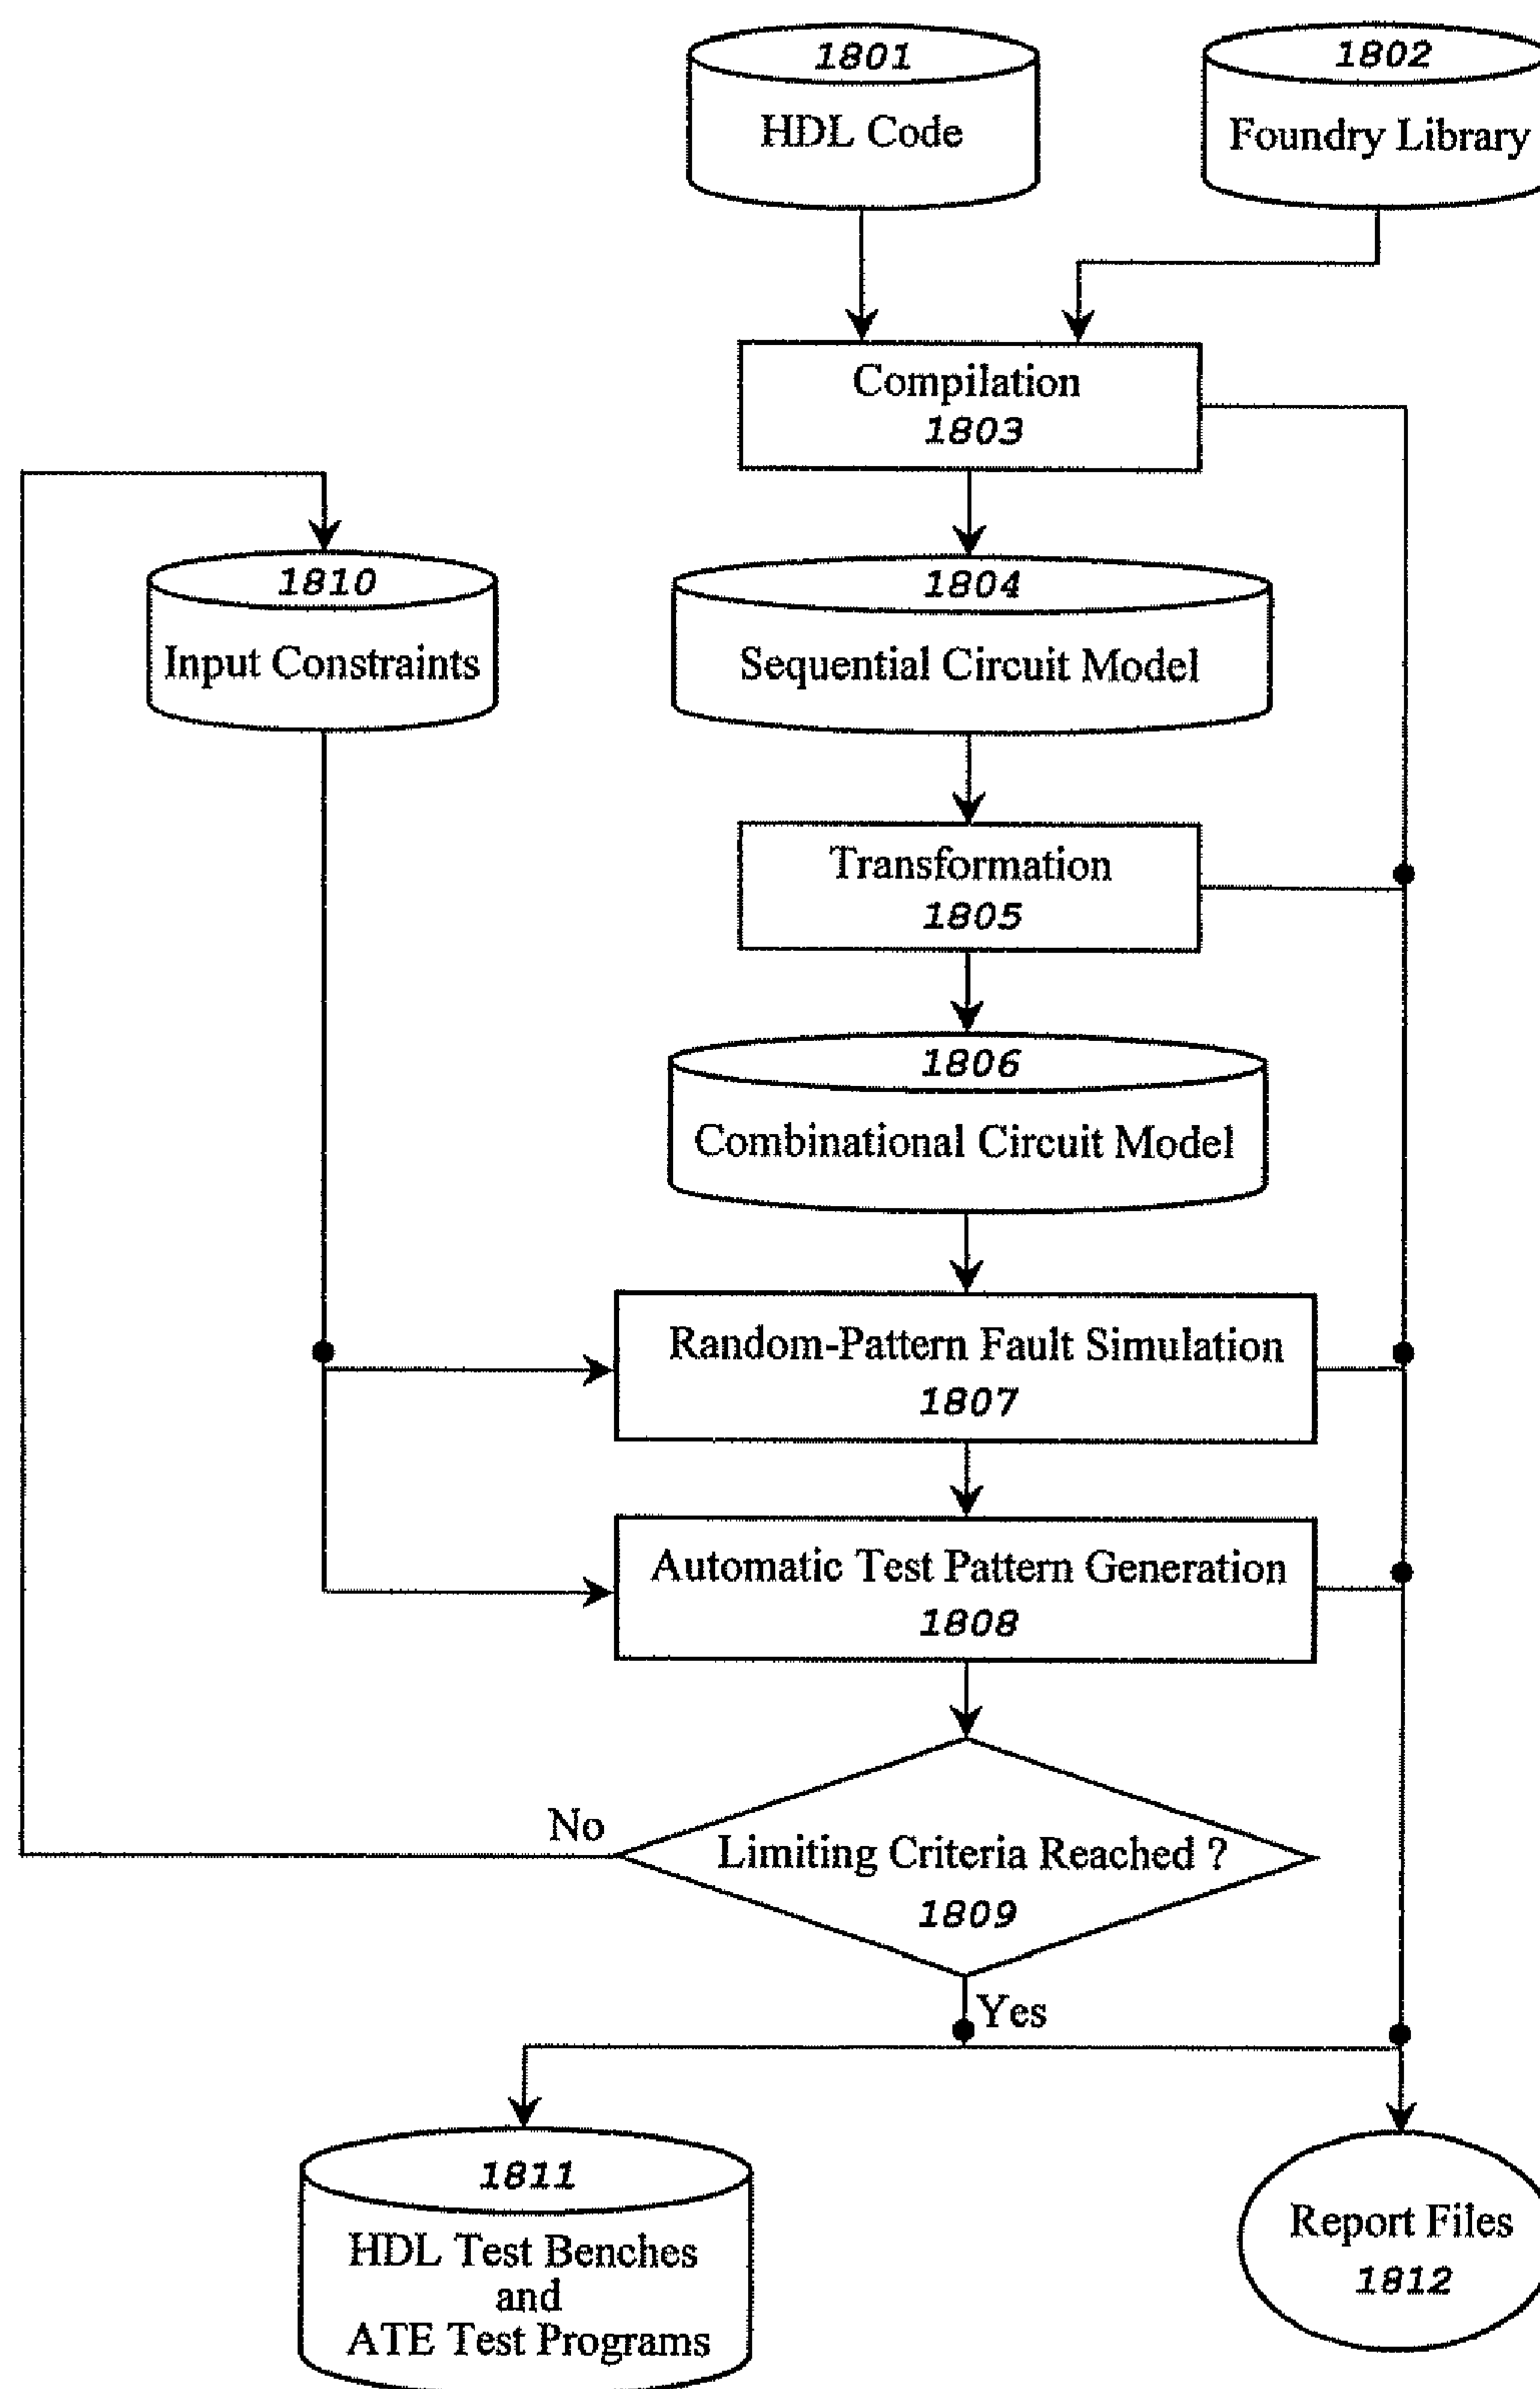 1801
HDL Code
1802
Foundry Library
Compilation
1803
1810
Input Constraints
1804
Sequential Circuit Model
Transformation
1805
1806
Combinational Circuit Model
Random-Pattern Fault Simulation
1807
Automatic Test Pattern Generation
1808
No
Limiting Criteria Reached ?
1809
Yes
1811
HDL Test Benches
and
ATE Test Programs
Report Files
1812